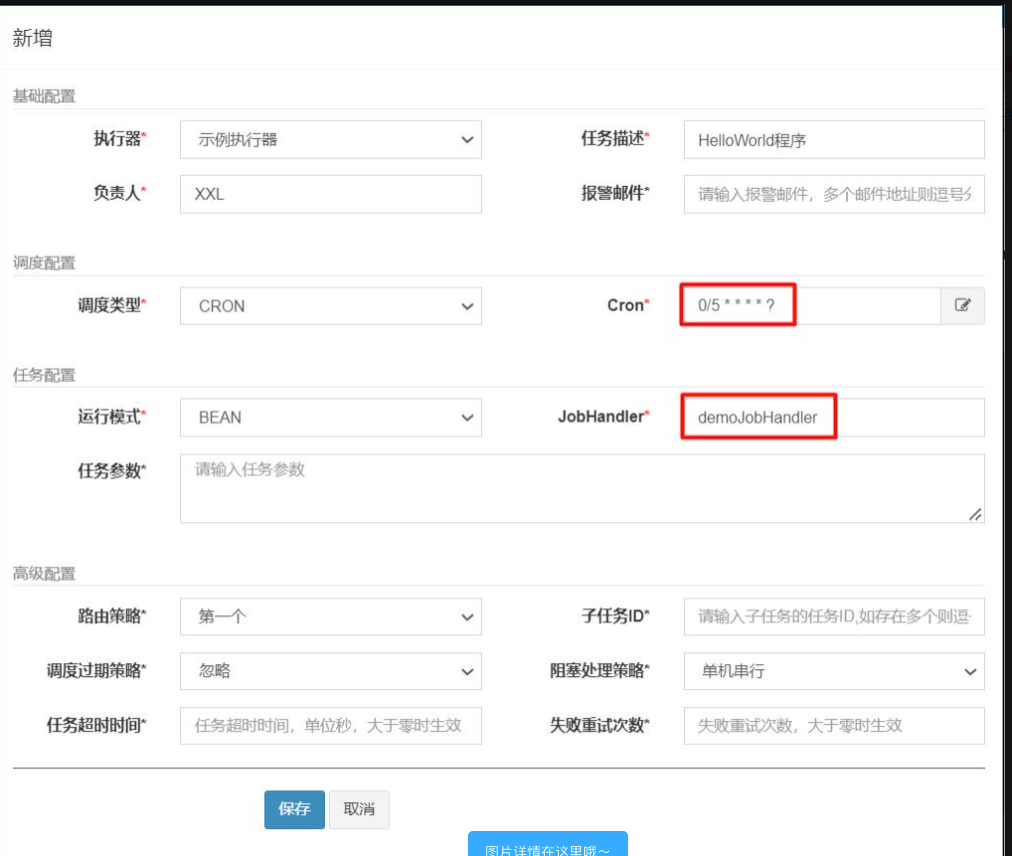 新增
基础配置
执行器* 示例执行器 任务描述* HelloWorld程序
负责人* XXL 报警邮件* 请输入报警邮件，多个邮件地址则逗号分
调度配置
调度类型* CRON Cron* 0/5 * * * * ?
任务配置
运行模式* BEAN JobHandler* demoJobHandler
任务参数* 请输入任务参数
高级配置
路由策略* 第一个 子任务ID* 请输入子任务的任务ID,如存在多个则逗
调度过期策略* 忽略 阻塞处理策略* 单机串行
任务超时时间* 任务超时时间，单位秒，大于零时生效 失败重试次数* 失败重试次数，大于零时生效
保存 取消
图片详情在这里哦～